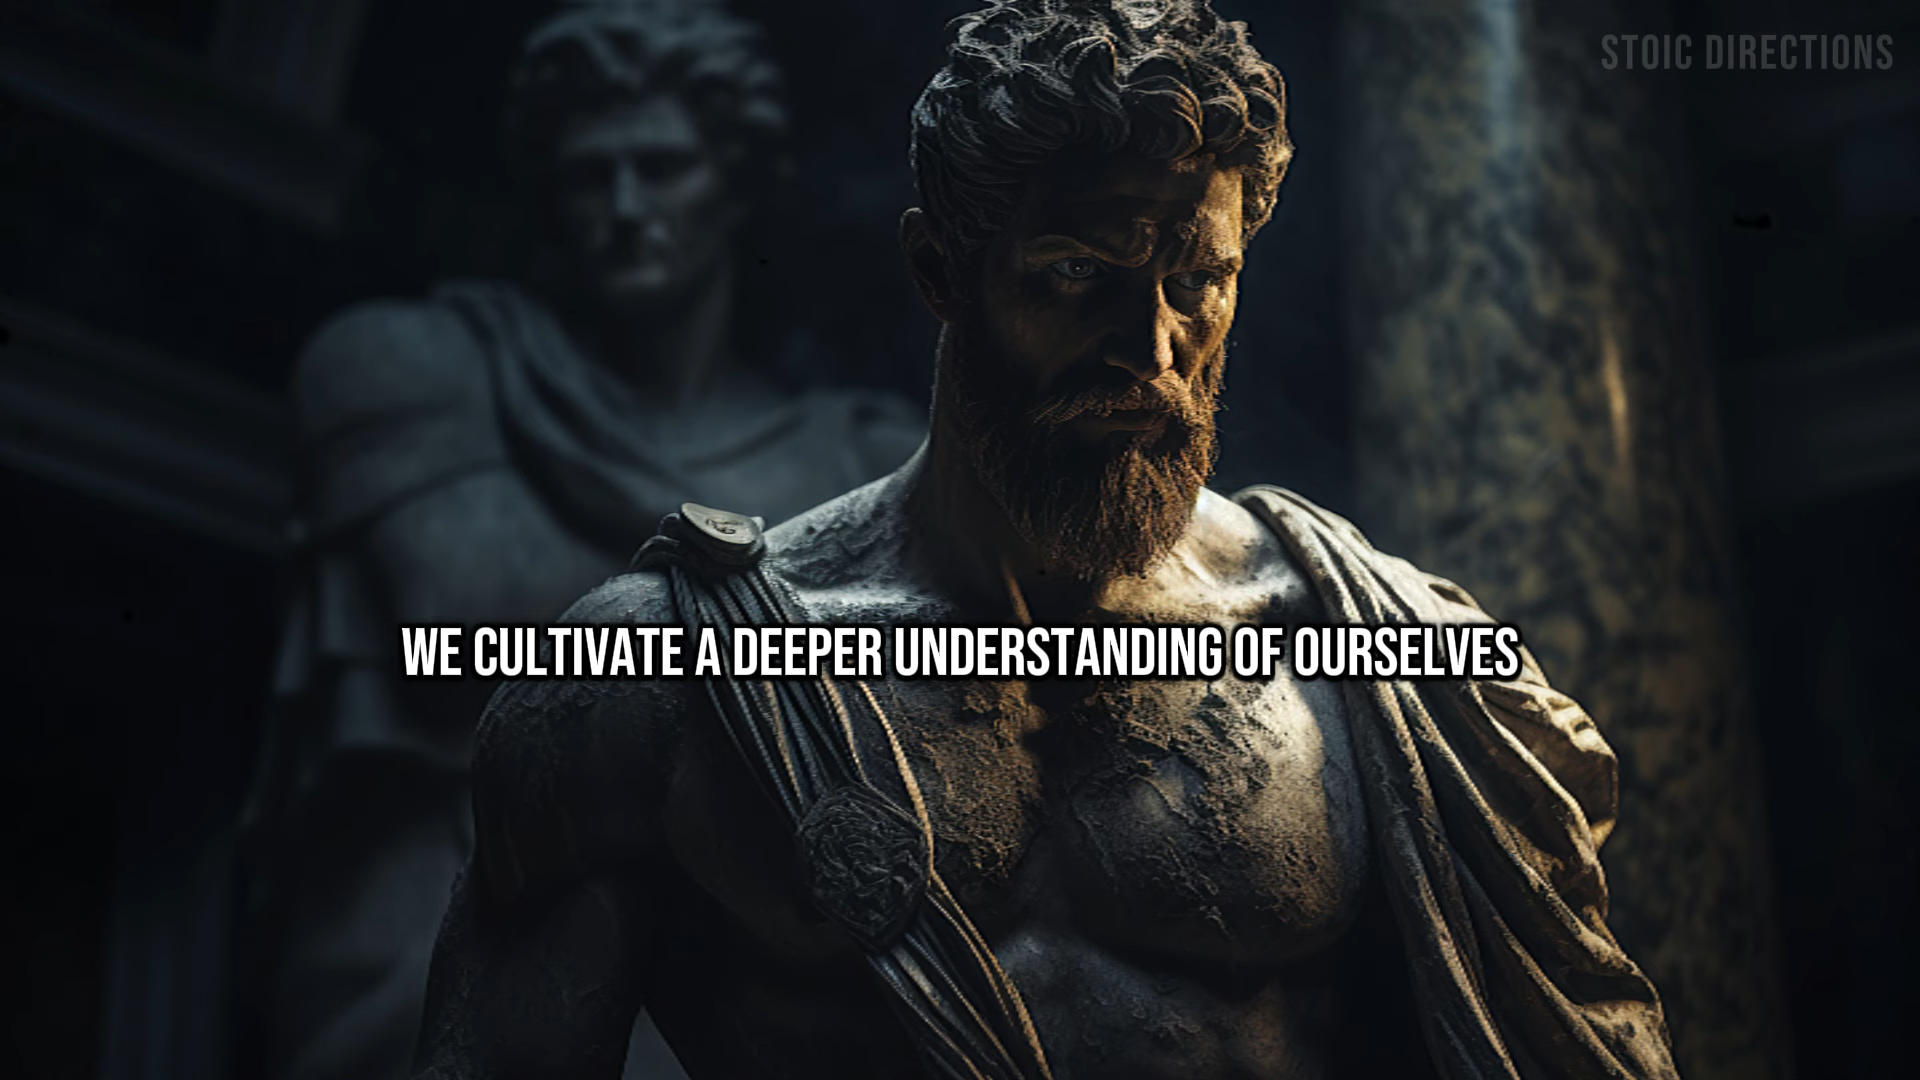 STOIC DIRECTIONS
WE CULTIVATE A DEEPER UNDERSTANDING OF OURSELVES